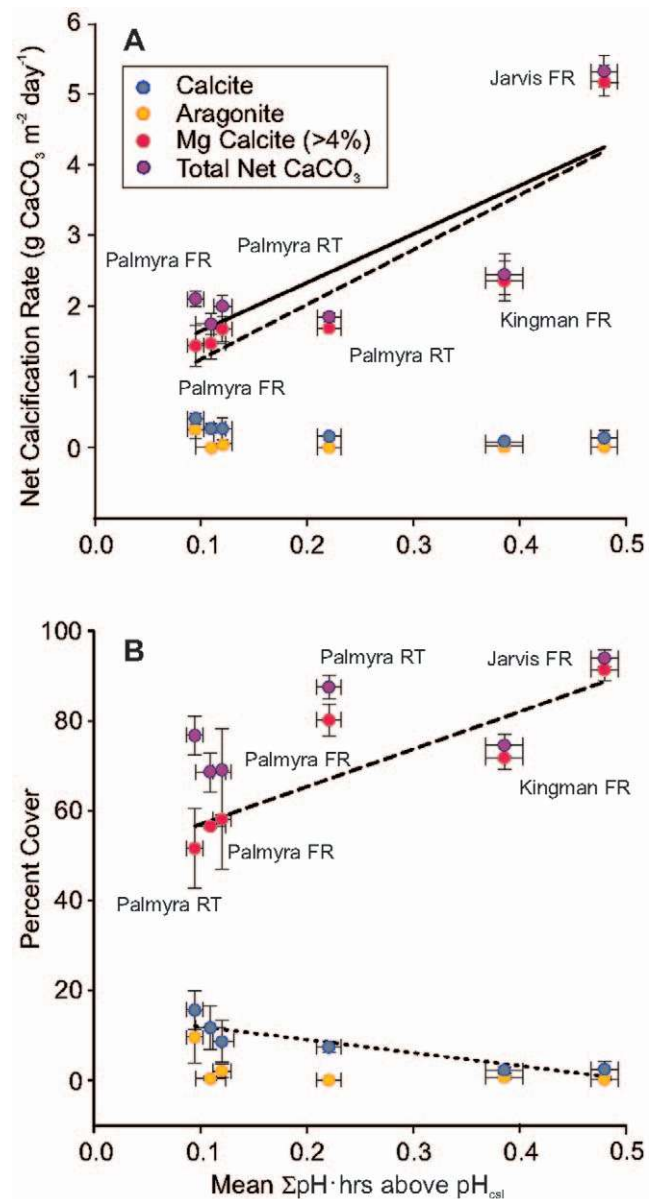 A
Net Calcification Rate (g CaCO₃ m⁻² day⁻¹)
6
5
4
3
2
1
0
Calcite
Aragonite
Mg Calcite (>4%)
Total Net CaCO₃
Jarvis FR
Palmyra FR
Palmyra RT
Kingman FR
Palmyra RT
Palmyra FR
0.0 0.1 0.2 0.3 0.4 0.5
B
Percent Cover
100
80
60
40
20
0
Palmyra RT
Jarvis FR
Palmyra FR
Kingman FR
Palmyra FR
Palmyra RT
0.0 0.1 0.2 0.3 0.4 0.5
Mean ΣpH·hrs above pH